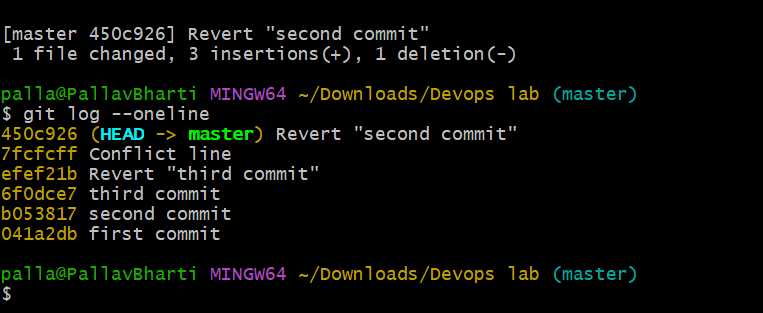 [master 450c926] Revert "second commit"
 1 file changed, 3 insertions(+), 1 deletion(-)
palla@PallavBharti MINGW64 ~/Downloads/Devops lab (master)
$ git log --oneline
450c926 (HEAD -> master) Revert "second commit"
7fcfcff Conflict line
efef21b Revert "third commit"
6f0dce7 third commit
b053817 second commit
041a2db first commit
palla@PallavBharti MINGW64 ~/Downloads/Devops lab (master)
$